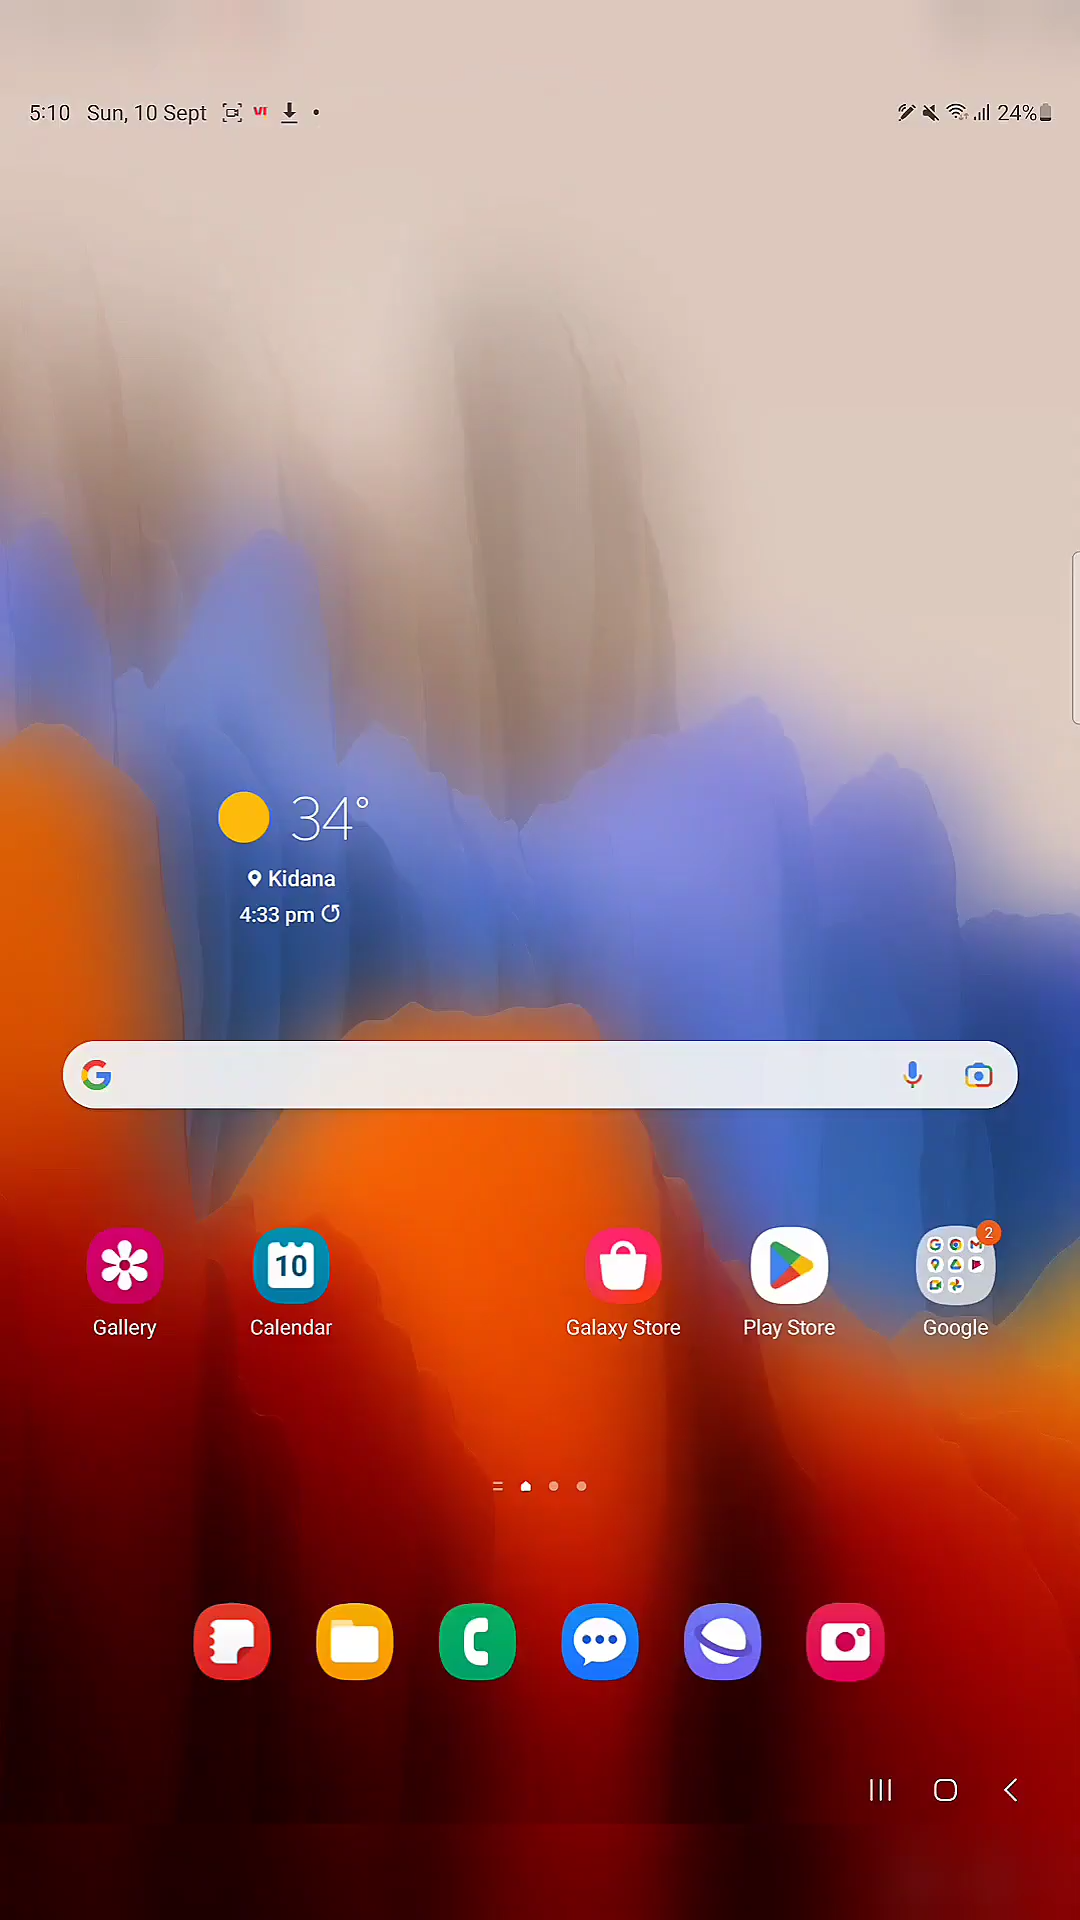 5:10 Sun, 10 Sept VI 24%
34°
Kidana
4:33 pm
G
10
2
Gallery Calendar Galaxy Store Play Store Google